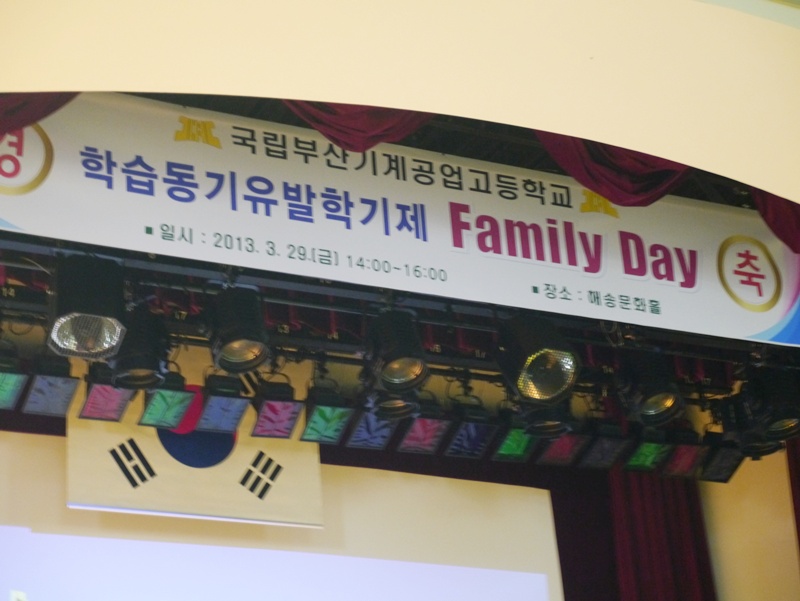 경
국립부산기계공업고등학교
학습동기유발학기제 Family Day
축
■ 일시 : 2013. 3. 29.(금) 14:00~16:00
■ 장소 : 해송문화홀